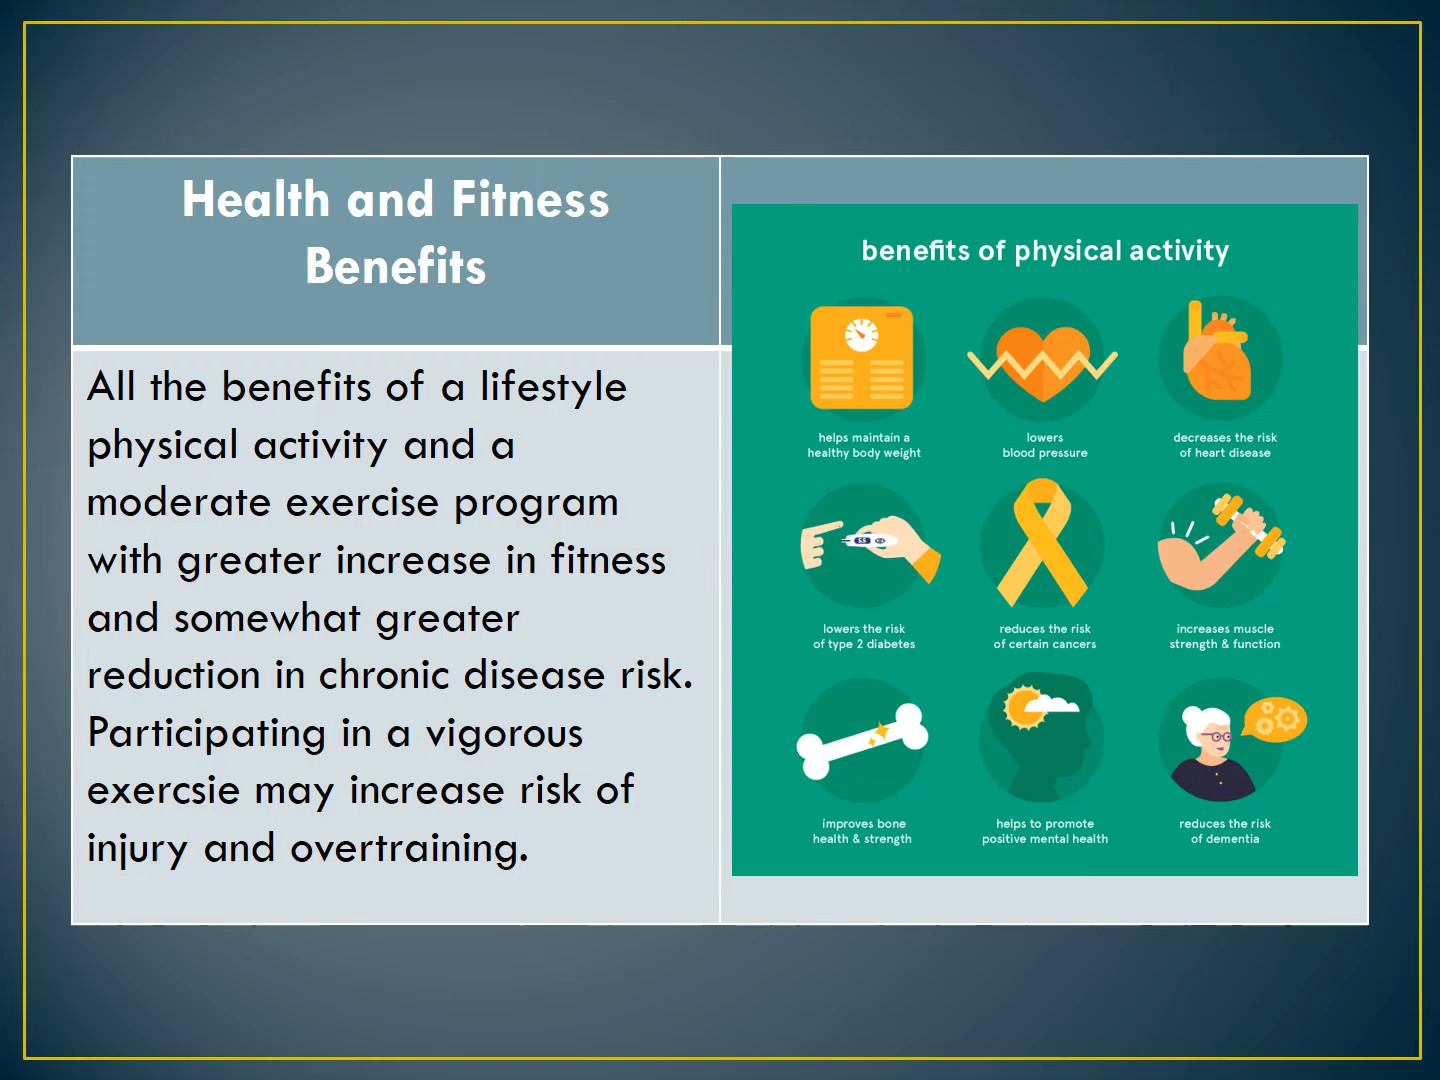 Health and Fitness
Benefits
All the benefits of a lifestyle
physical activity and a
moderate exercise program
with greater increase in fitness
and somewhat greater
reduction in chronic disease risk.
Participating in a vigorous
exercsie may increase risk of
injury and overtraining.
benefits of physical activity
helps maintain a
healthy body weight
lowers
blood pressure
decreases the risk
of heart disease
5.5
lowers the risk
of type 2 diabetes
reduces the risk
of certain cancers
increases muscle
strength & function
improves bone
health & strength
helps to promote
positive mental health
reduces the risk
of dementia